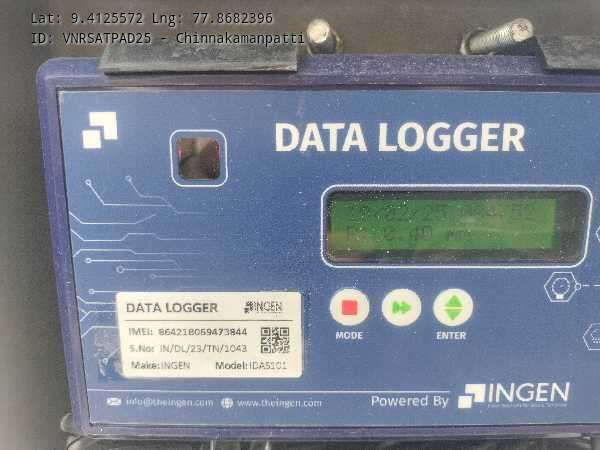 Lat: 9.4125572 Lng: 77.8682396
ID: VNRSATPAD25 - Chinnakamanpatti
DATA LOGGER
MODE
ENTER
DATA LOGGER INGEN
IMEI: 864218069473844
S.No: IN/DL/23/TN/1043
Make: INGEN Model: IDAS101
info@theingen.com www.theingen.com
Powered By INGEN